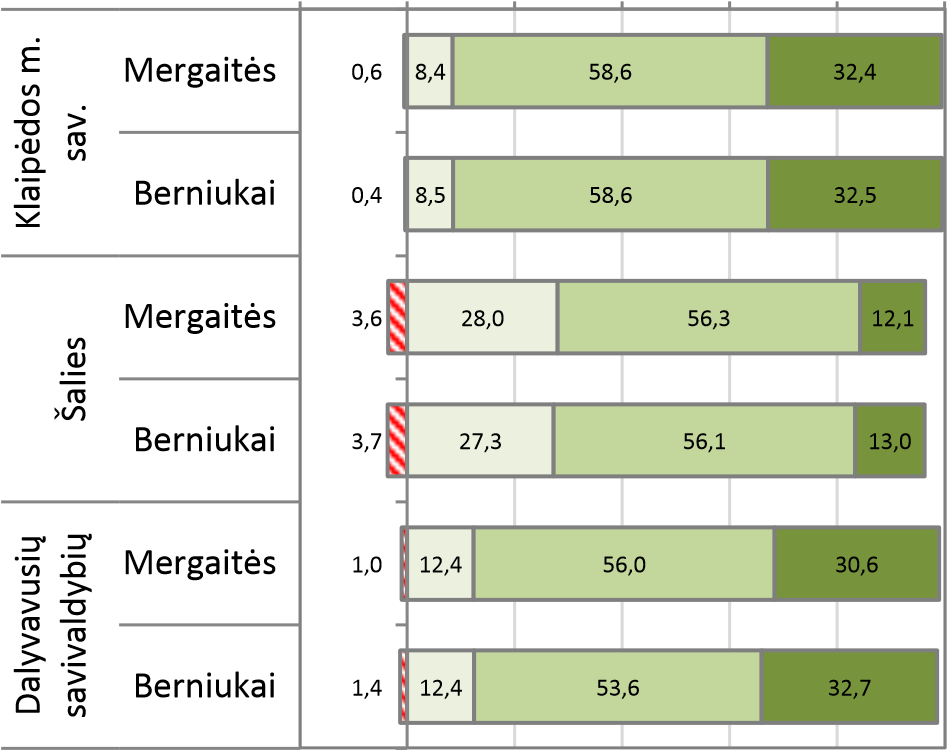 Klaipėdos m.
sav.
Mergaitės
0,6 8,4 58,6 32,4
Berniukai
0,4 8,5 58,6 32,5
Šalies
Mergaitės
3,6 28,0 56,3 12,1
Berniukai
3,7 27,3 56,1 13,0
Dalyvavusių
savivaldybių
Mergaitės
1,0 12,4 56,0 30,6
Berniukai
1,4 12,4 53,6 32,7